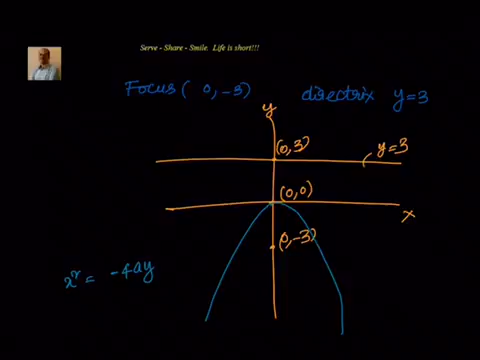 Serve - Share - Smile. Life is short!!!
Focus ( 0, -3) directrix y=3
y
(0, 3) y=3
(0, 0)
x
(0, -3)
x² = -4ay